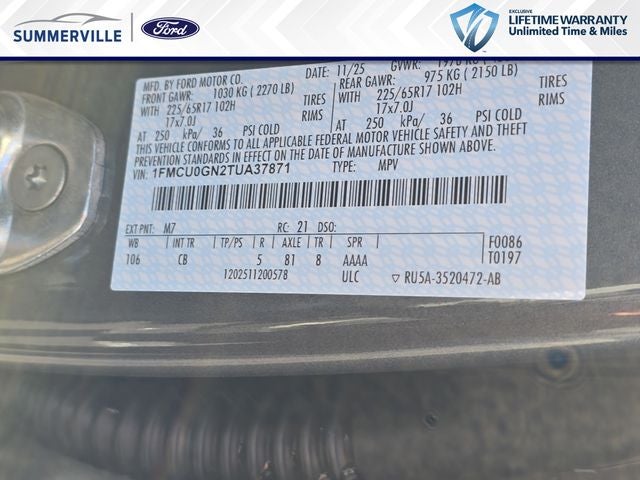 SUMMERVILLE
Ford
EXCLUSIVE
LIFETIME WARRANTY
Unlimited Time & Miles
MFD. BY FORD MOTOR CO.
DATE: 11/25
GVWR:
FRONT GAWR: 1030 KG ( 2270 LB)
REAR GAWR: 975 KG ( 2150 LB)
WITH 225/65R17 102H TIRES
WITH 225/65R17 102H TIRES
17x7.0J RIMS
17x7.0J RIMS
AT 250 kPa/ 36 PSI COLD
AT 250 kPa/ 36 PSI COLD
THIS VEHICLE CONFORMS TO ALL APPLICABLE FEDERAL MOTOR VEHICLE SAFETY AND THEFT
PREVENTION STANDARDS IN EFFECT ON THE DATE OF MANUFACTURE SHOWN ABOVE.
VIN: 1FMCU0GN2TUA37871
TYPE: MPV
EXT PNT: M7 RC: 21 DSO:
WB INT TR TP/PS R AXLE TR SPR
F0086
106 CB 5 81 8 AAAA
T0197
1202511200578 ULC ▽ RU5A-3520472-AB